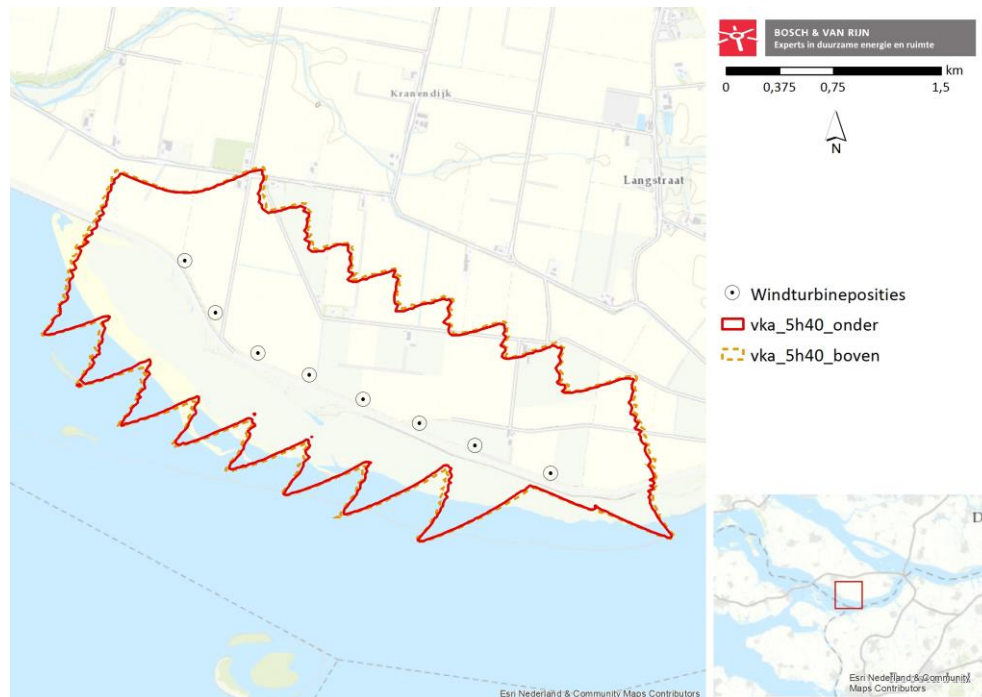 Kranendijk
Langstraat
Esri Nederland & Community Maps Contributors
BOSCH & VAN RIJN
Experts in duurzame energie en ruimte
km
0 0,375 0,75 1,5
N
Windturbineposities
vka_5h40_onder
vka_5h40_boven
D
Esri Nederland & Community
Maps Contributors